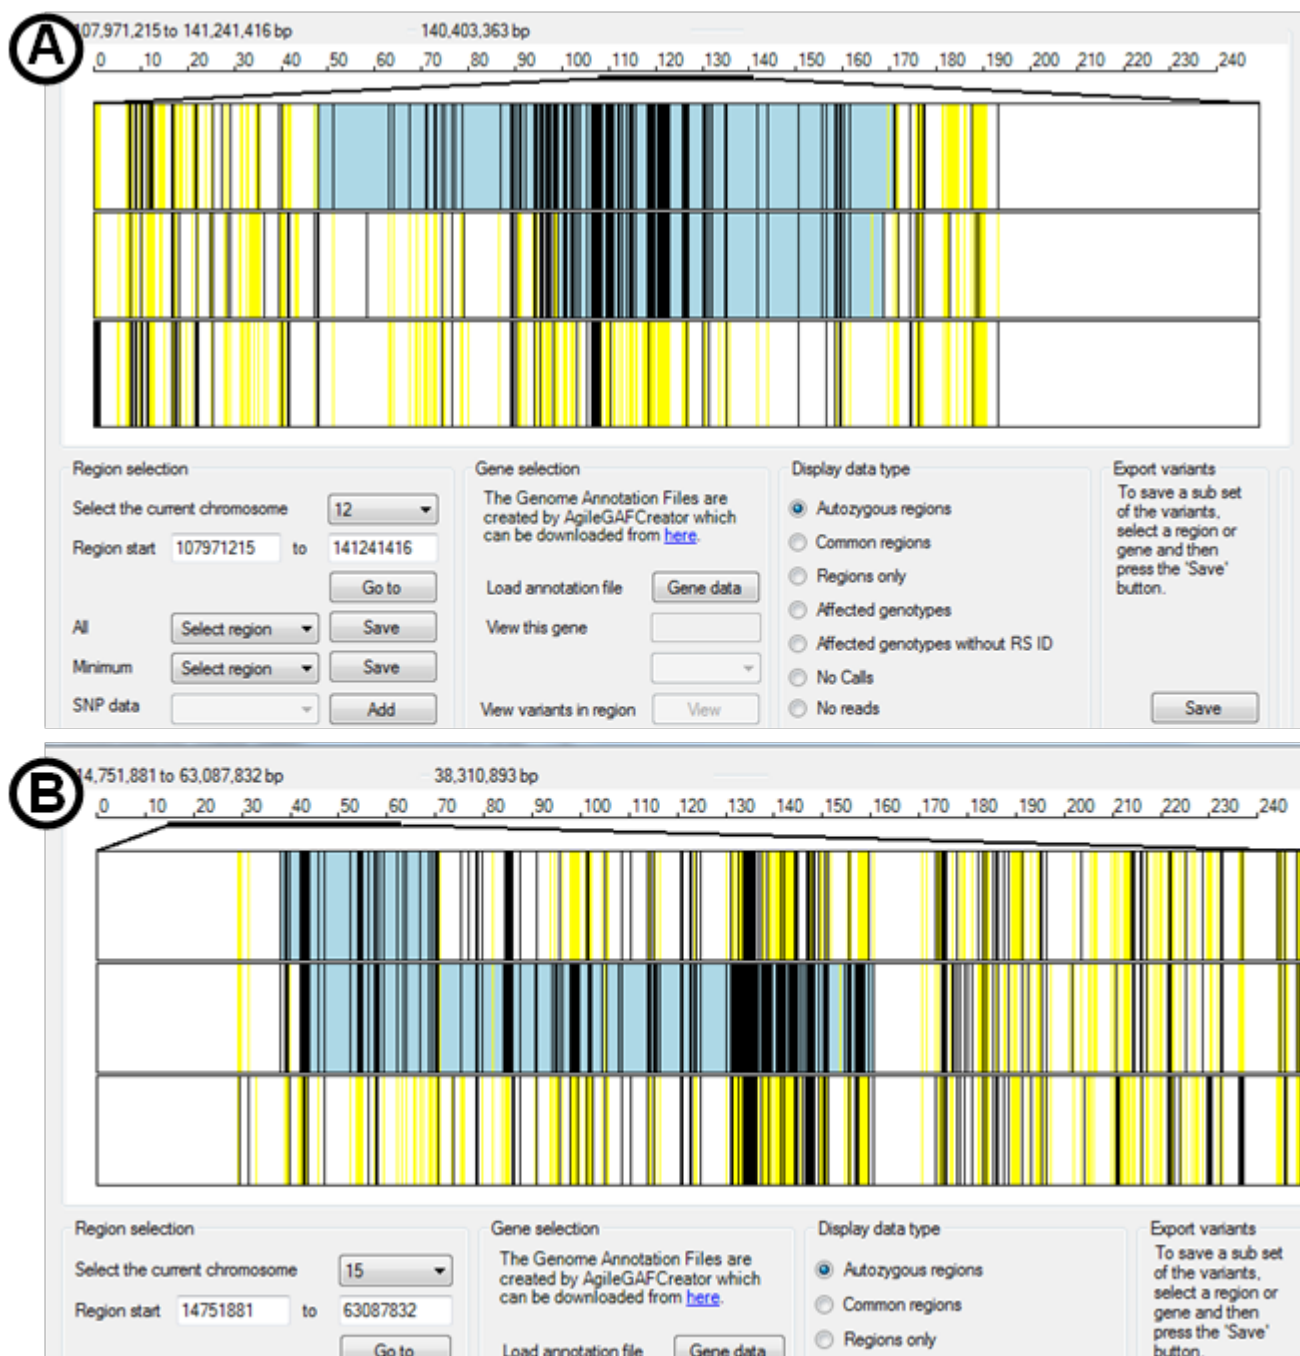 A
107,971,215 to 141,241,416 bp 140,403,363 bp
0 10 20 30 40 50 60 70 80 90 100 110 120 130 140 150 160 170 180 190 200 210 220 230 240
Region selection
Select the current chromosome 12
Region start 107971215 to 141241416
Go to
All Select region Save
Minimum Select region Save
SNP data Add
Gene selection
The Genome Annotation Files are
created by AgileGAFCreator which
can be downloaded from here.
Load annotation file Gene data
View this gene
View variants in region View
Display data type
Autozygous regions
Common regions
Regions only
Affected genotypes
Affected genotypes without RS ID
No Calls
No reads
Export variants
To save a sub set
of the variants,
select a region or
gene and then
press the 'Save'
button.
Save
B
14,751,881 to 63,087,832 bp 38,310,893 bp
0 10 20 30 40 50 60 70 80 90 100 110 120 130 140 150 160 170 180 190 200 210 220 230 240
Region selection
Select the current chromosome 15
Region start 14751881 to 63087832
Go to
Gene selection
The Genome Annotation Files are
created by AgileGAFCreator which
can be downloaded from here.
Load annotation file Gene data
Display data type
Autozygous regions
Common regions
Regions only
Export variants
To save a sub set
of the variants,
select a region or
gene and then
press the 'Save'
button.